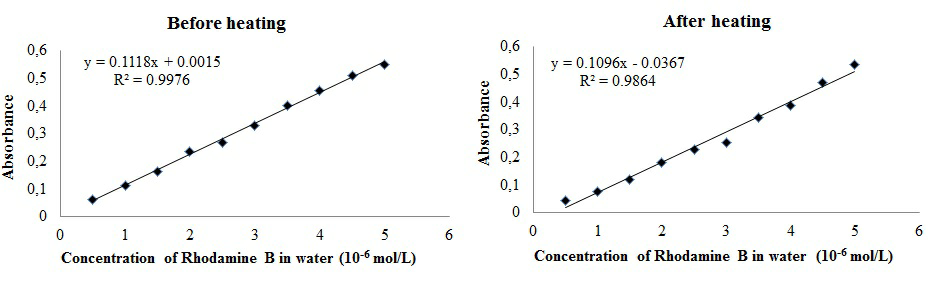 Before heating
y = 0.1118x + 0.0015
R² = 0.9976
0,6
0,5
0,4
0,3
0,2
0,1
0
Absorbance
0 1 2 3 4 5 6
Concentration of Rhodamine B in water (10⁻⁶ mol/L)
After heating
y = 0.1096x - 0.0367
R² = 0.9864
0,6
0,5
0,4
0,3
0,2
0,1
0
Absorbance
0 1 2 3 4 5 6
Concentration of Rhodamine B in water (10⁻⁶ mol/L)